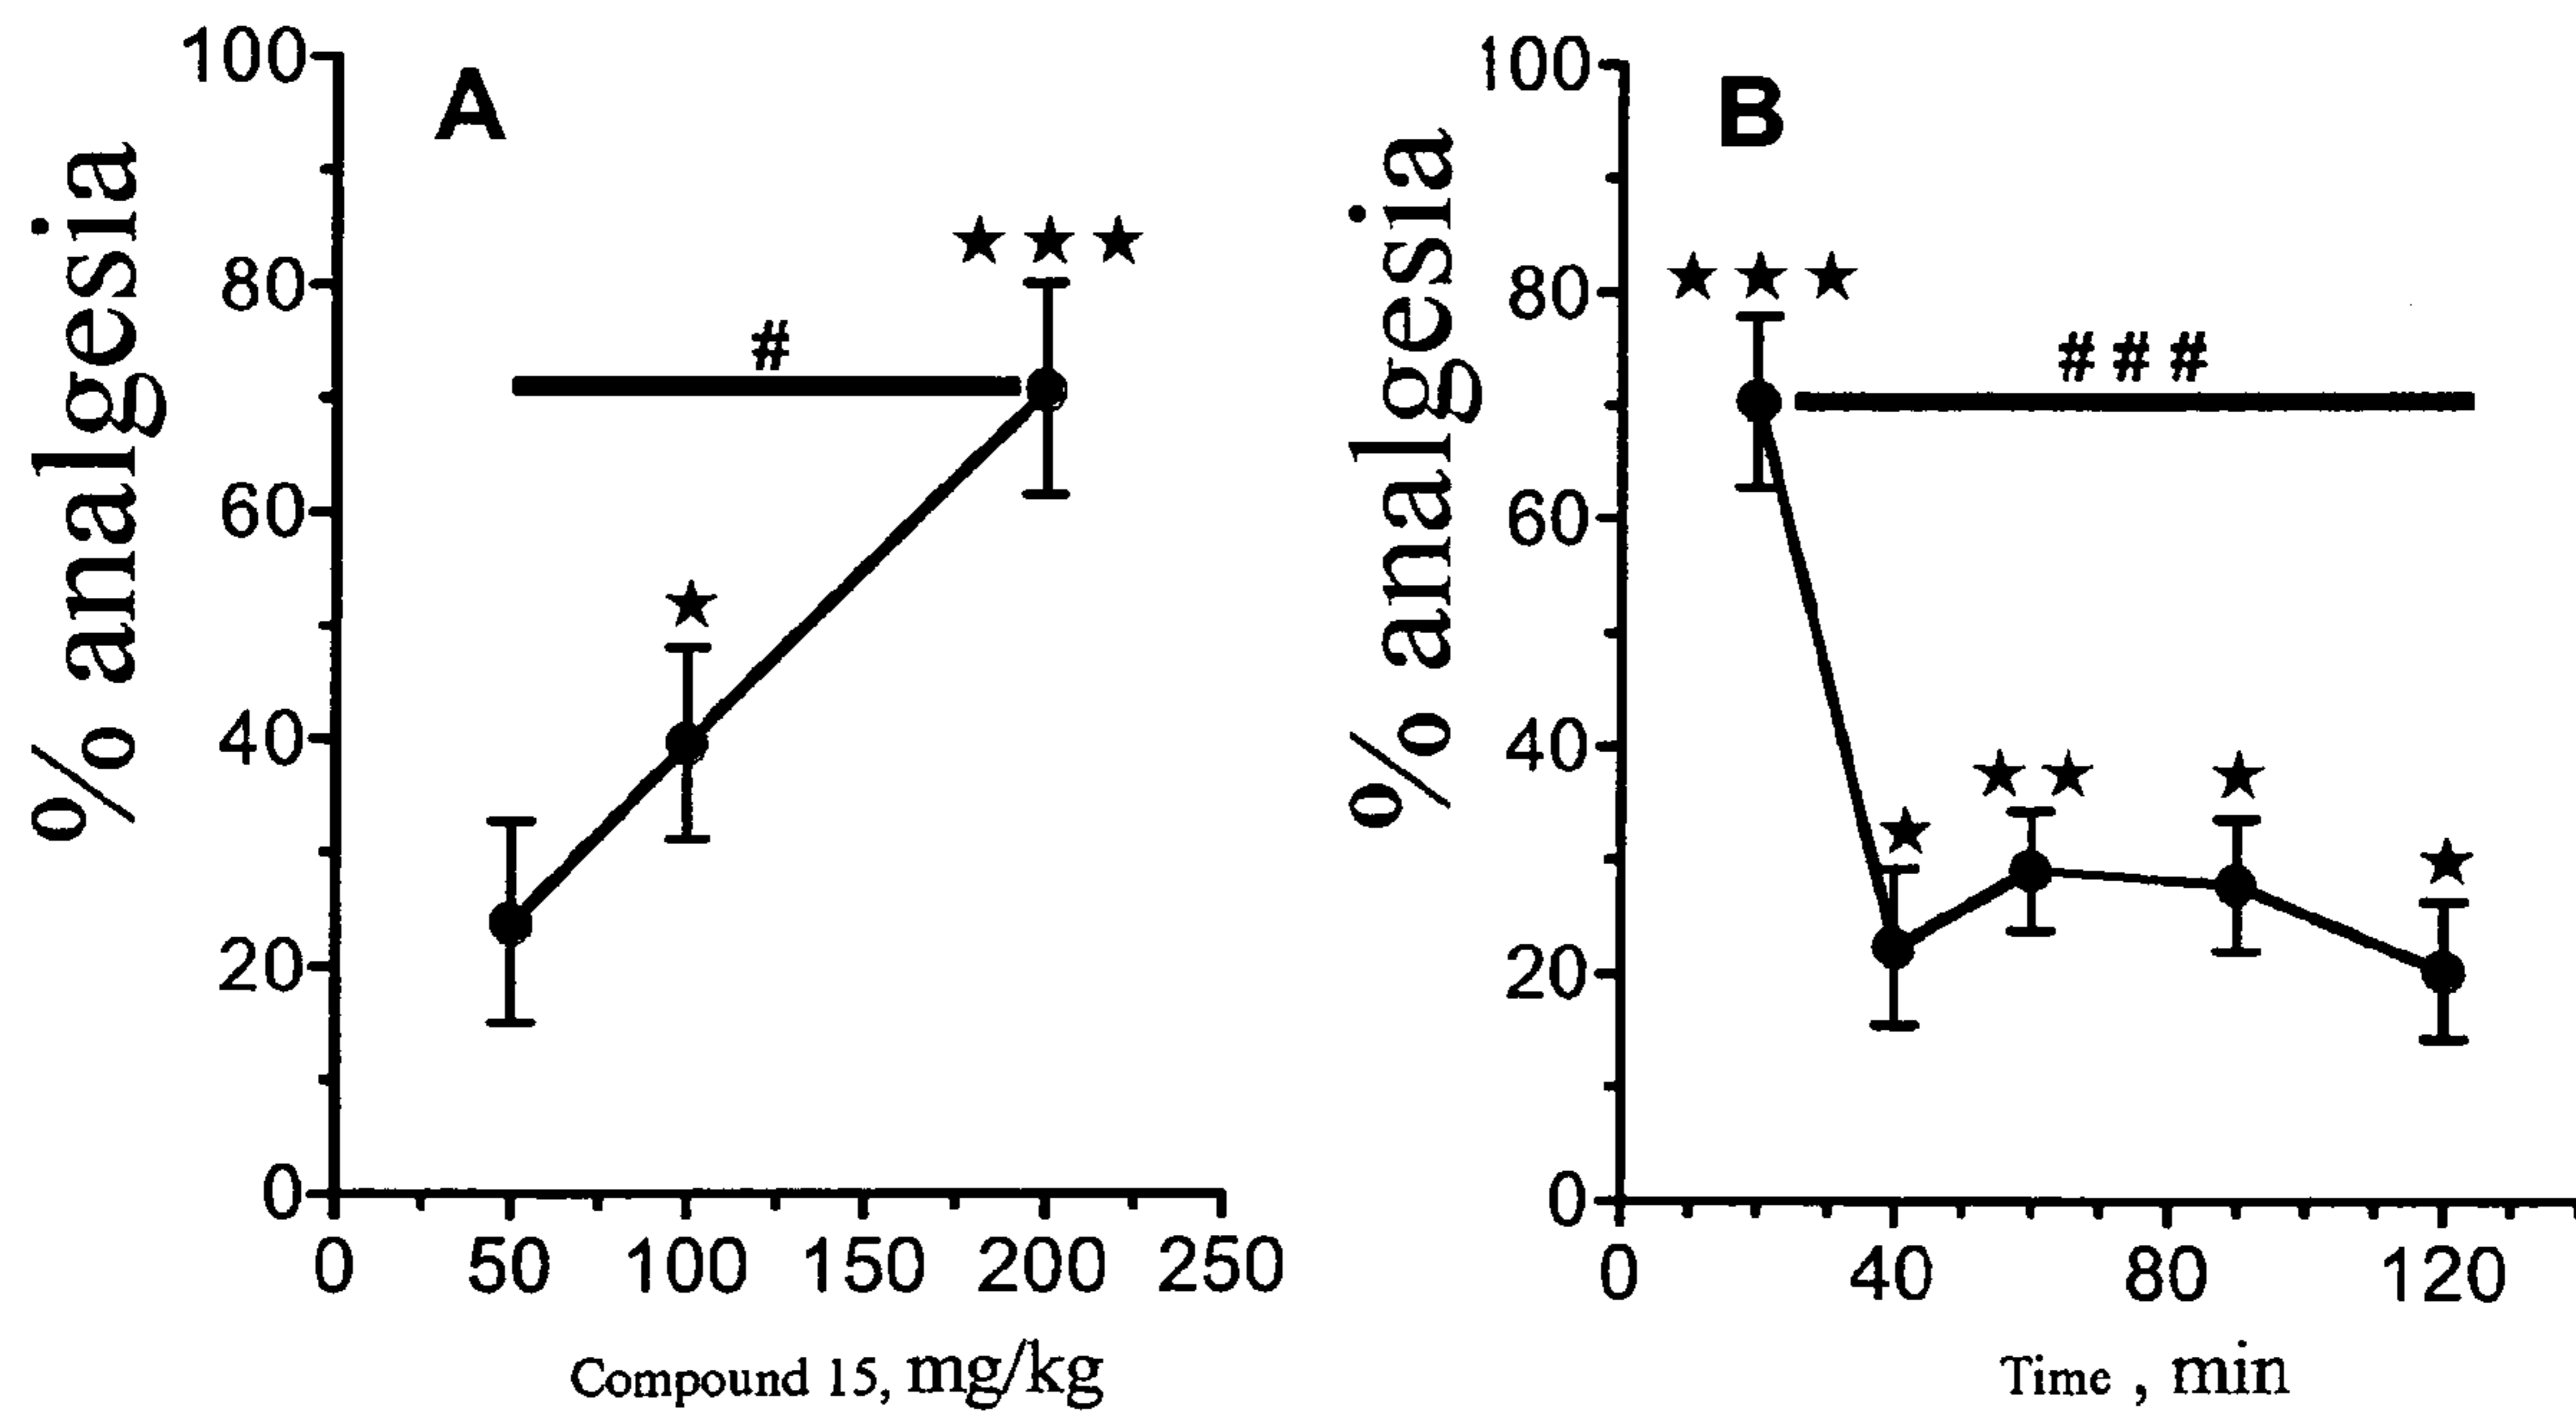 A
% analgesia
100
80
60
40
20
0
★ ★ ★
#
★
0 50 100 150 200 250
Compound 15, mg/kg
B
% analgesia
100
80
60
40
20
0
★ ★ ★
# # #
★ ★
★
★
★
0 40 80 120
Time , min